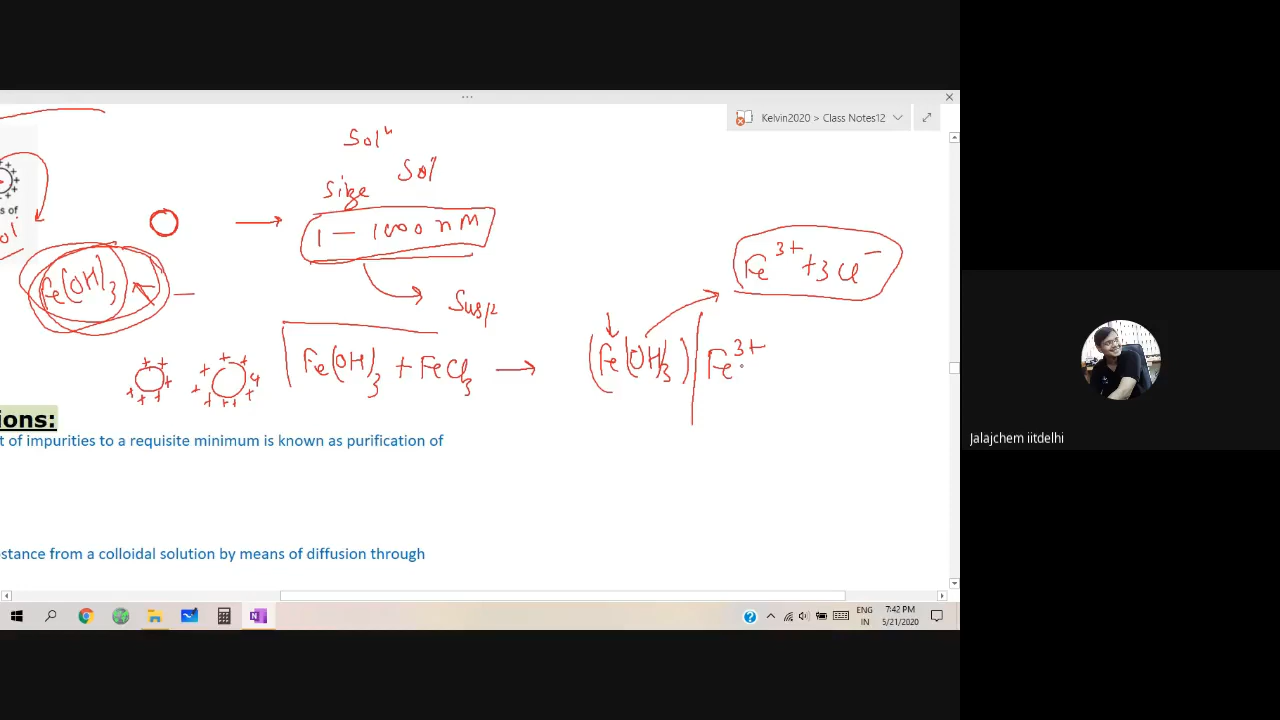 Kelvin2020 > Class Notes12
Solⁿ
Sol
Size
1 – 1000 nM
Fe(OH)₃
Fe³⁺ + 3Cl⁻
Fe(OH)₃ + FeCl₃ → (Fe(OH)₃) | Fe³⁺
s of
ions:
t of impurities to a requisite minimum is known as purification of
stance from a colloidal solution by means of diffusion through
Jalajchem iitdelhi
ENG
IN
7:42 PM
5/21/2020